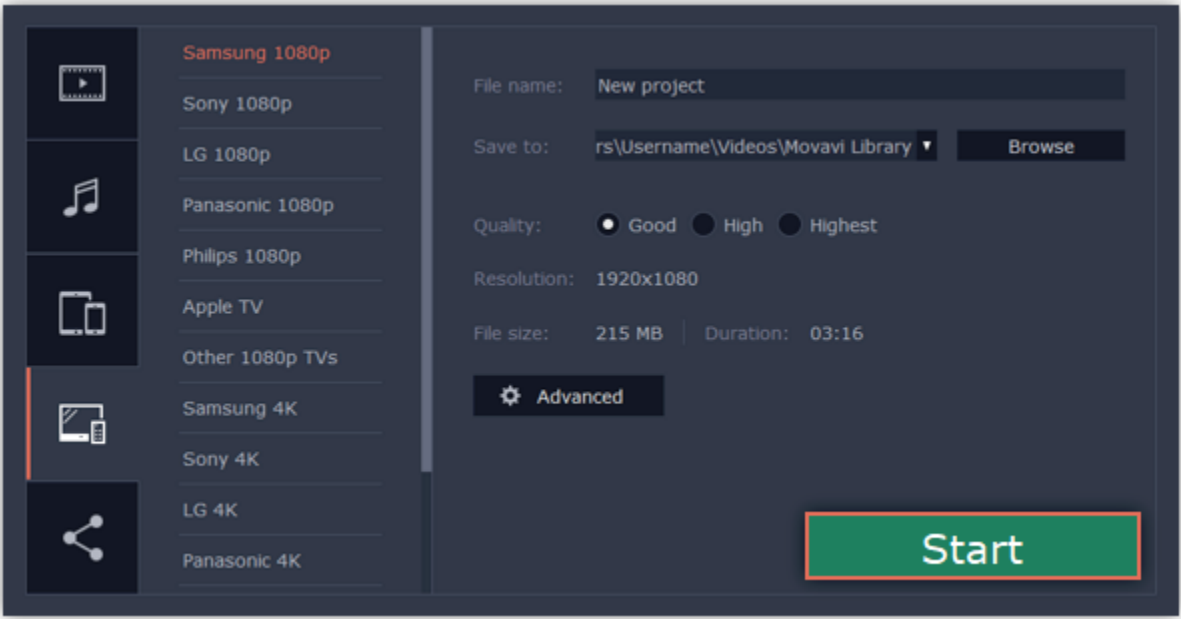 Samsung 1080p
Sony 1080p
LG 1080p
Panasonic 1080p
Philips 1080p
Apple TV
Other 1080p TVs
Samsung 4K
Sony 4K
LG 4K
Panasonic 4K
File name: New project
Save to: rs\Username\Videos\Movavi Library Browse
Quality: Good High Highest
Resolution: 1920x1080
File size: 215 MB Duration: 03:16
Advanced
Start